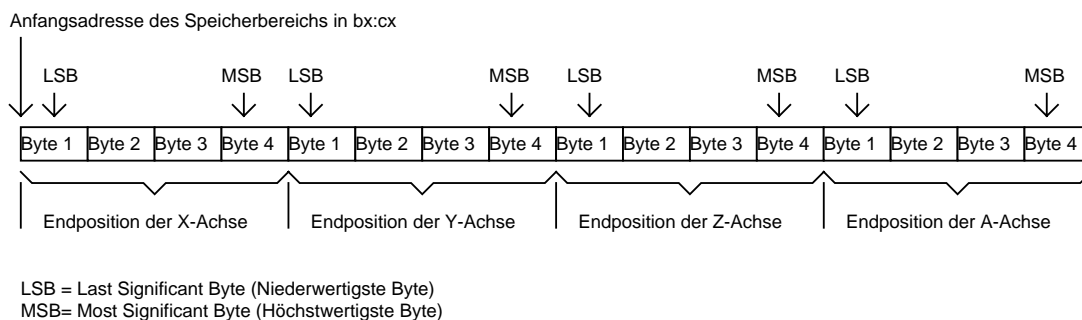 Anfangsadresse des Speicherbereichs in bx:cx
LSB MSB LSB MSB LSB MSB LSB MSB
Byte 1 Byte 2 Byte 3 Byte 4 Byte 1 Byte 2 Byte 3 Byte 4 Byte 1 Byte 2 Byte 3 Byte 4 Byte 1 Byte 2 Byte 3 Byte 4
Endposition der X-Achse Endposition der Y-Achse Endposition der Z-Achse Endposition der A-Achse
LSB = Last Significant Byte (Niederwertigste Byte)
MSB= Most Significant Byte (Höchstwertigste Byte)